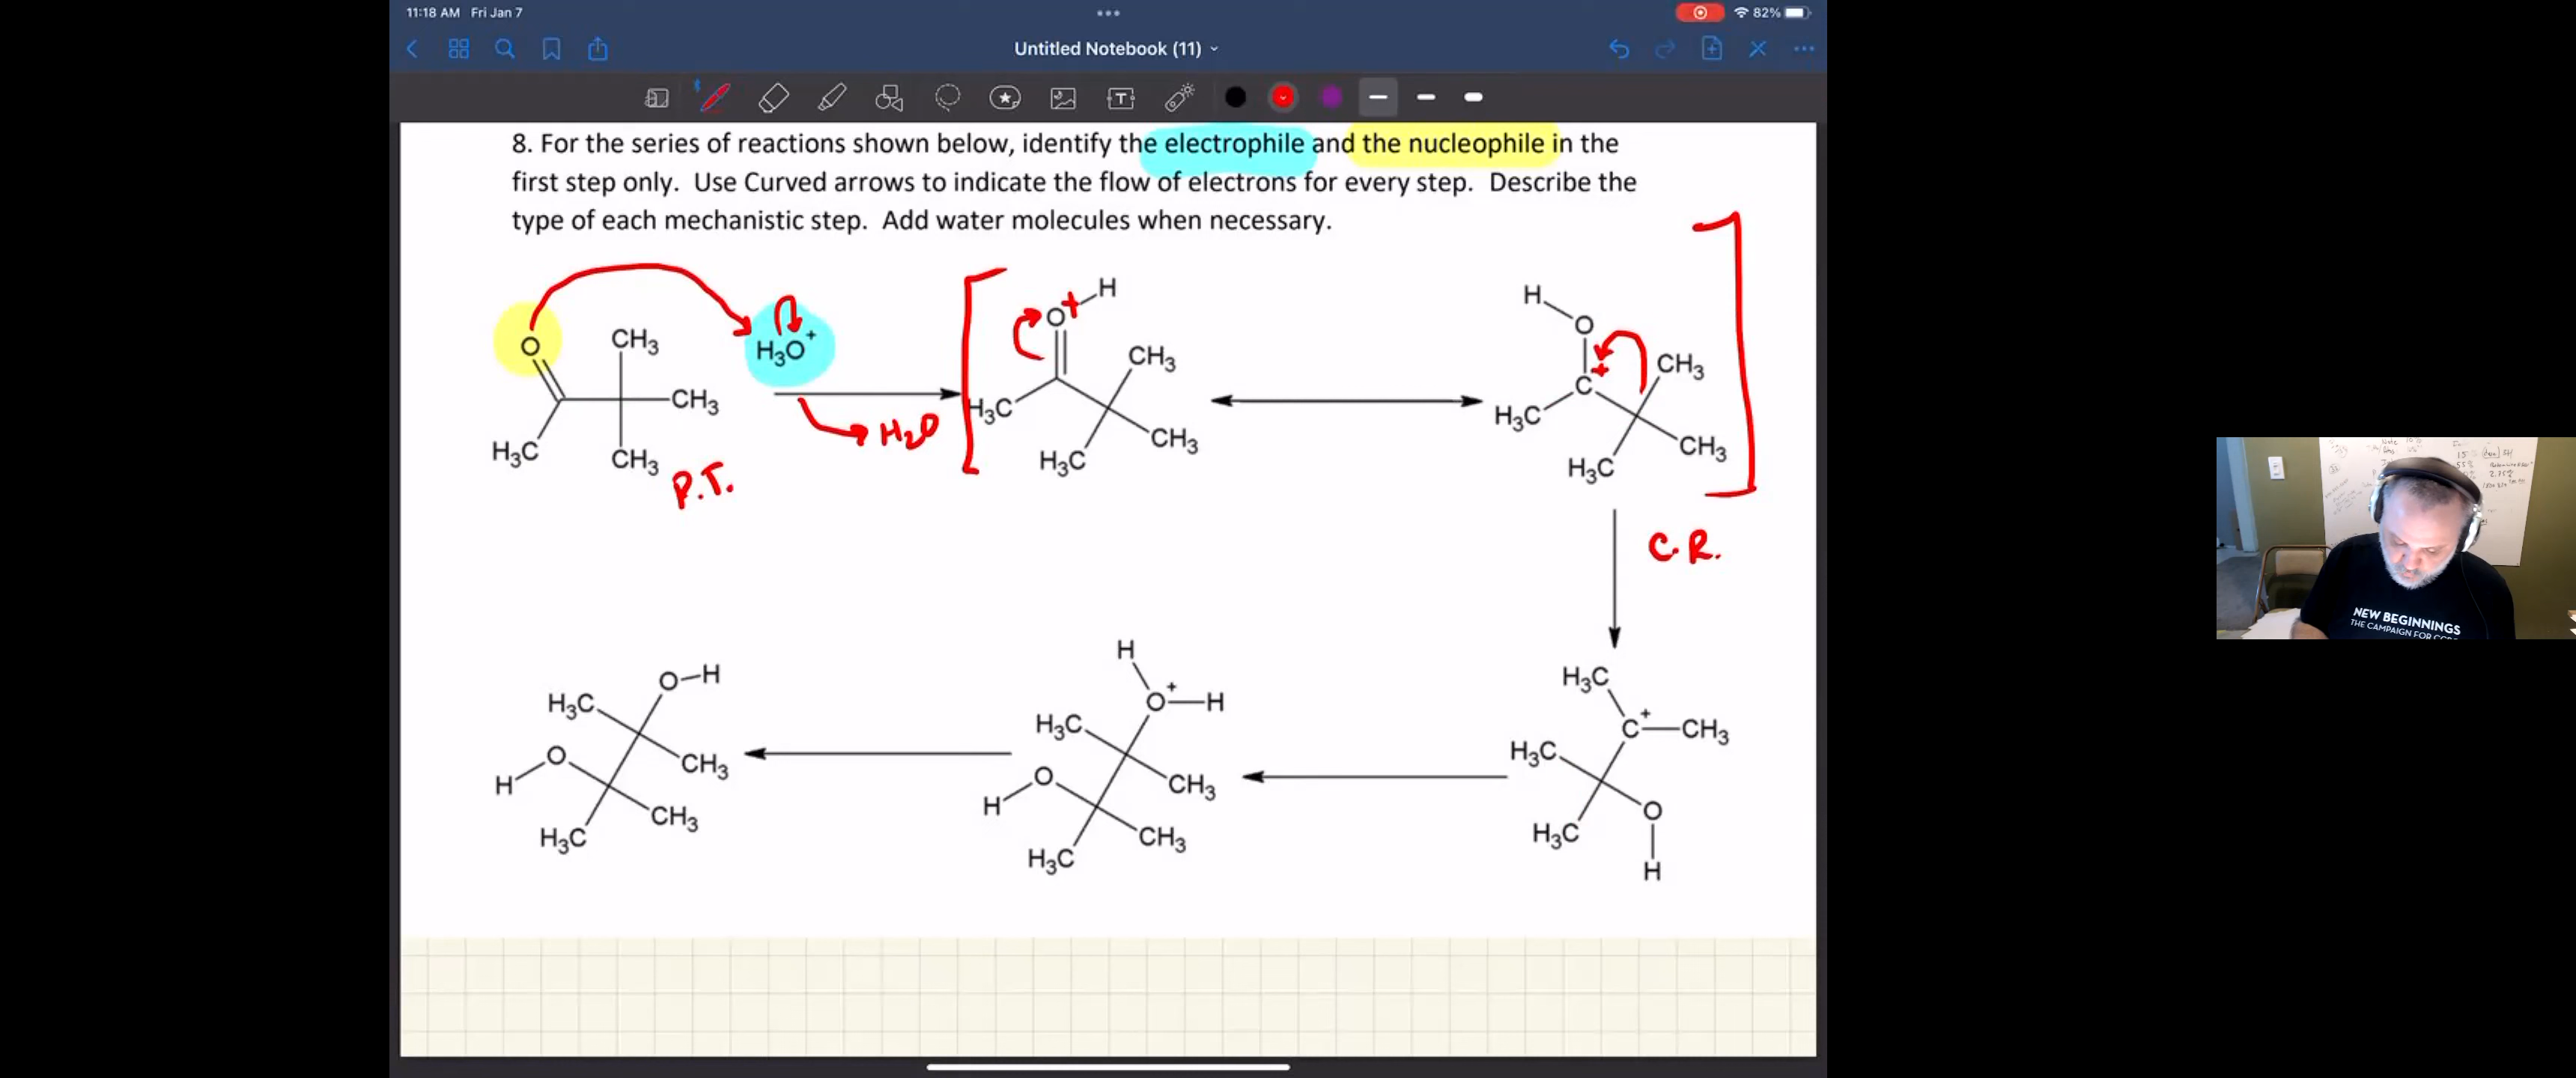 11:18 AM Fri Jan 7
82%
Untitled Notebook (11)
8. For the series of reactions shown below, identify the electrophile and the nucleophile in the
first step only. Use Curved arrows to indicate the flow of electrons for every step. Describe the
type of each mechanistic step. Add water molecules when necessary.
O
CH3
CH3
H3C
CH3
P.T.
H3O+
H2O
O+
H
CH3
H3C
CH3
H3C
H
O
C+
CH3
H3C
CH3
H3C
C.R.
O-H
H3C
O
CH3
H
CH3
H3C
H
O+-H
H3C
O
CH3
H
CH3
H3C
H3C
C+
CH3
H3C
H3C
O
H
NEW BEGINNINGS
THE CAMPAIGN FOR